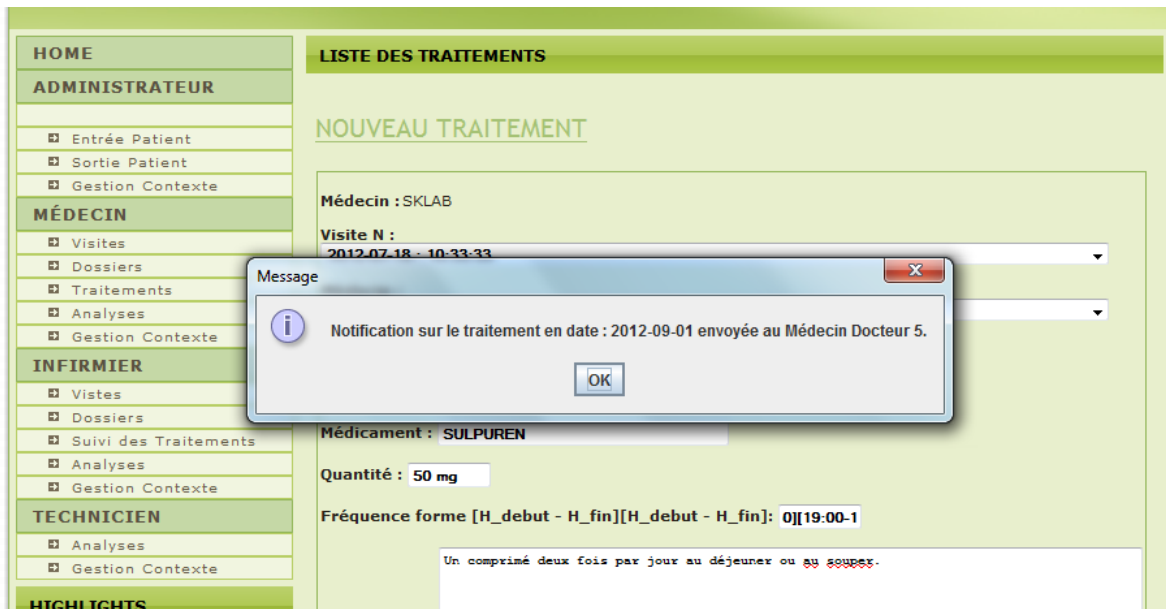 HOME
ADMINISTRATEUR
Entrée Patient
Sortie Patient
Gestion Contexte
MÉDECIN
Visites
Dossiers
Traitements
Analyses
Gestion Contexte
INFIRMIER
Vistes
Dossiers
Suivi des Traitements
Analyses
Gestion Contexte
TECHNICIEN
Analyses
Gestion Contexte
HIGHLIGHTS
LISTE DES TRAITEMENTS
NOUVEAU TRAITEMENT
Médecin : SKLAB
Visite N :
2012-07-18 : 10:33:33
Message
Notification sur le traitement en date : 2012-09-01 envoyée au Médecin Docteur 5.
OK
Médicament : SULPUREN
Quantité : 50 mg
Fréquence forme [H_debut - H_fin][H_debut - H_fin]: 0][19:00-1
Un comprimé deux fois par jour au déjeuner ou au souper.